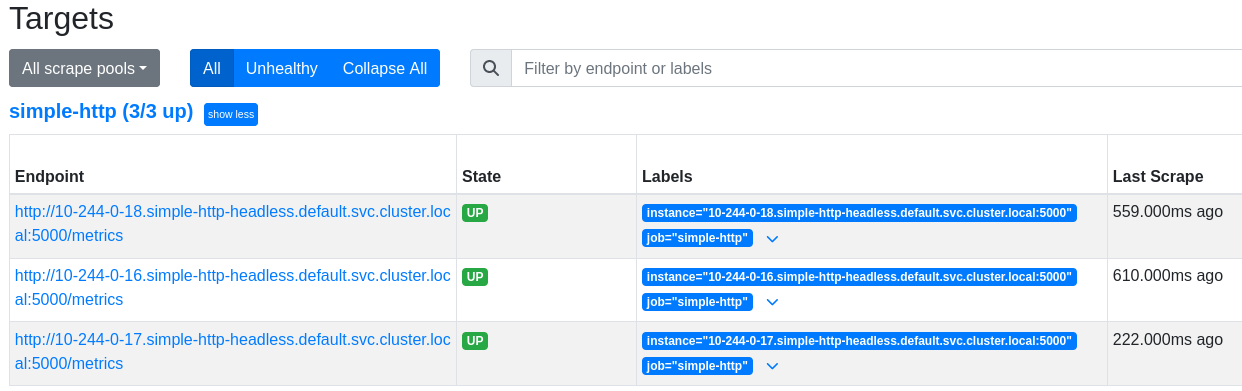 Targets
All scrape pools All Unhealthy Collapse All Filter by endpoint or labels
simple-http (3/3 up) show less
Endpoint State Labels Last Scrape
http://10-244-0-18.simple-http-headless.default.svc.cluster.loc UP instance="10-244-0-18.simple-http-headless.default.svc.cluster.local:5000" 559.000ms ago
al:5000/metrics job="simple-http"
http://10-244-0-16.simple-http-headless.default.svc.cluster.loc UP instance="10-244-0-16.simple-http-headless.default.svc.cluster.local:5000" 610.000ms ago
al:5000/metrics job="simple-http"
http://10-244-0-17.simple-http-headless.default.svc.cluster.loc UP instance="10-244-0-17.simple-http-headless.default.svc.cluster.local:5000" 222.000ms ago
al:5000/metrics job="simple-http"